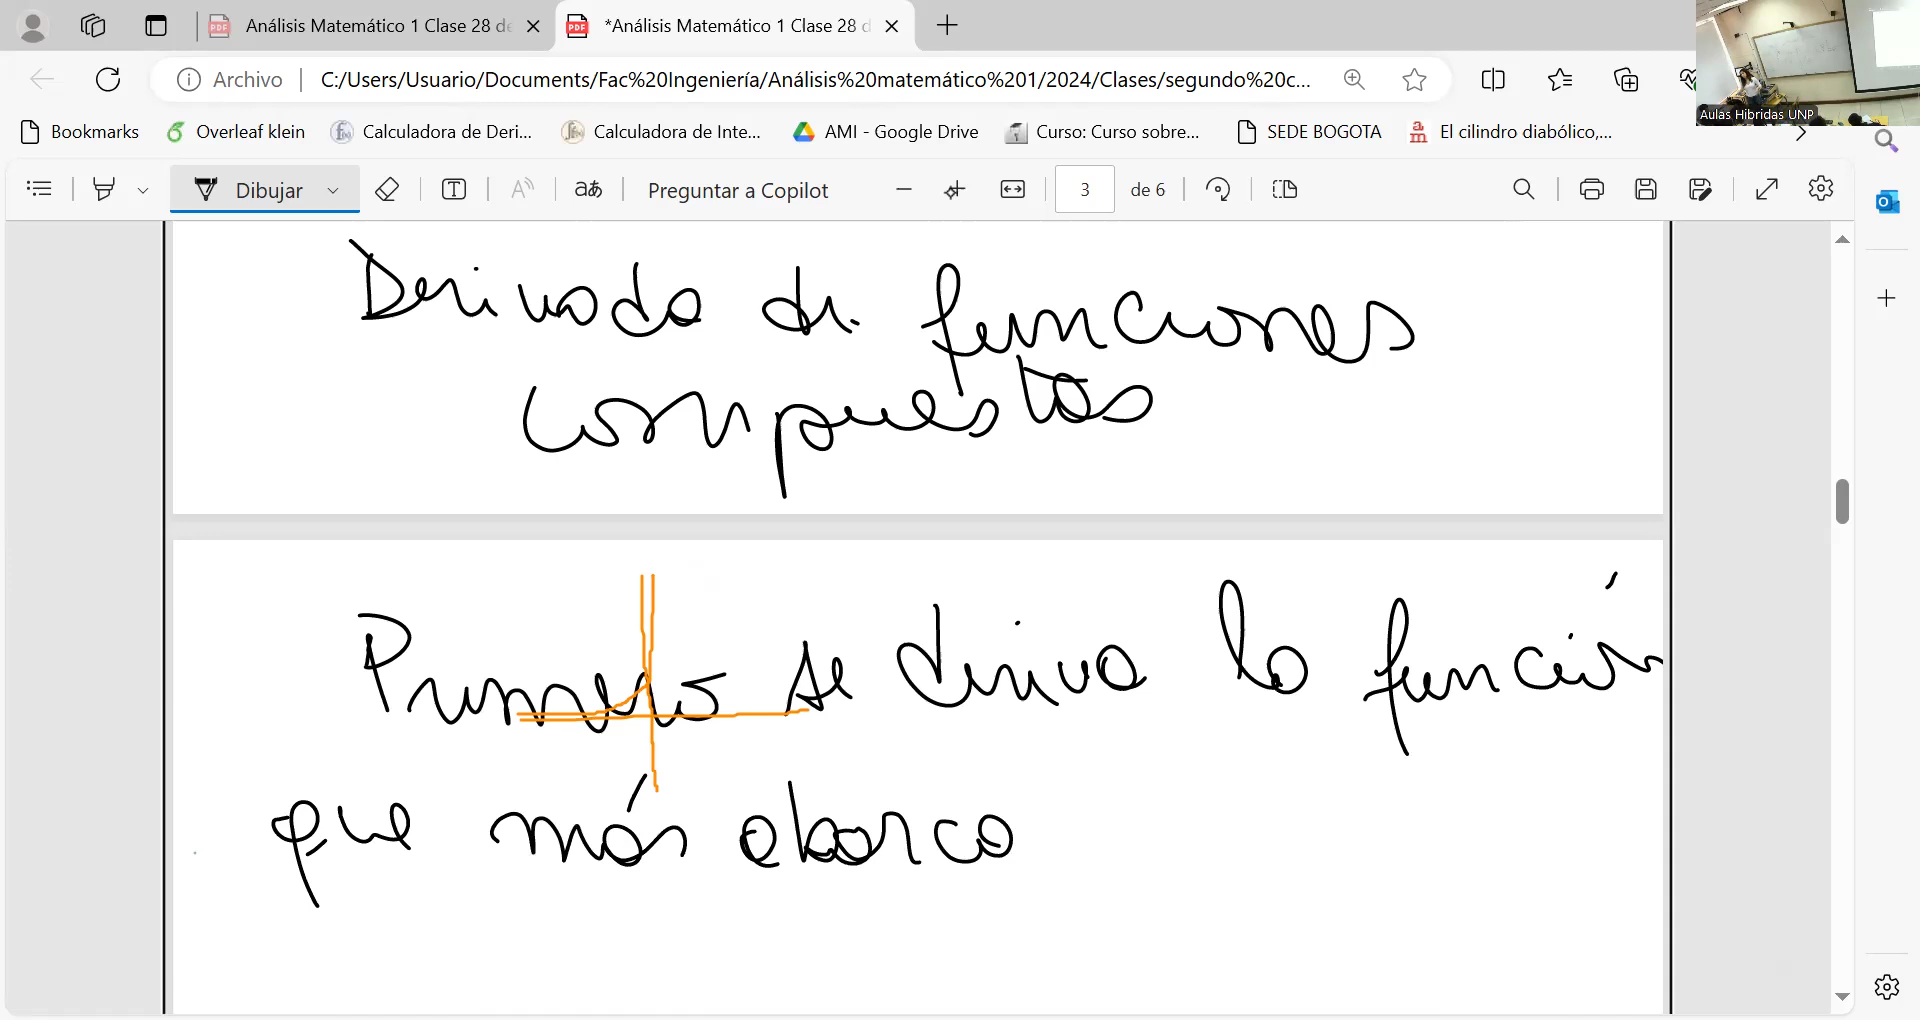 Análisis Matemático 1 Clase 28 de
*Análisis Matemático 1 Clase 28 d
Archivo
C:/Users/Usuario/Documents/Fac%20Ingeniería/Análisis%20matemático%201/2024/Clases/segundo%20c...
Aulas Hibridas UNP
Bookmarks
Overleaf klein
Calculadora de Deri...
Calculadora de Inte...
AMI - Google Drive
Curso: Curso sobre...
SEDE BOGOTA
El cilindro diabólico,...
Dibujar
Preguntar a Copilot
3 de 6
Derivada de funciones
compuestas
Primero se deriva la función
que más abarca